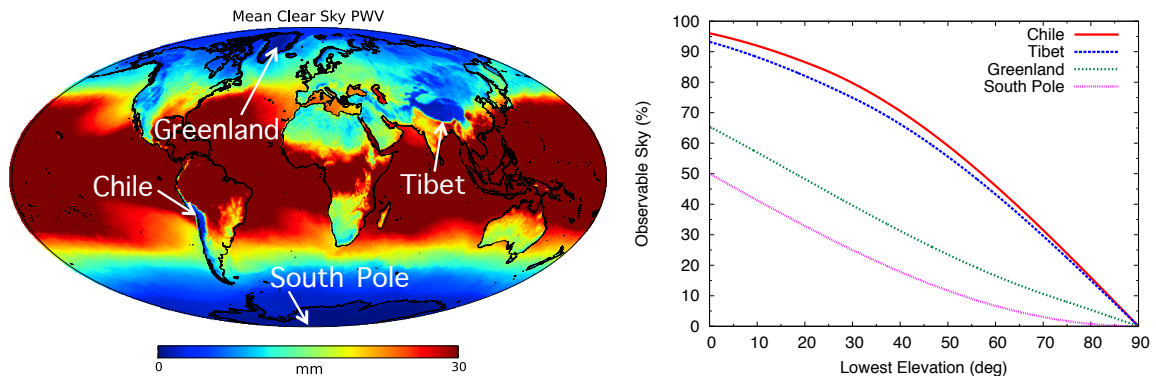 Mean Clear Sky PWV
Greenland
Chile
Tibet
South Pole
0 mm 30
Observable Sky (%)
100
90
80
70
60
50
40
30
20
10
0
Chile
Tibet
Greenland
South Pole
0 10 20 30 40 50 60 70 80 90
Lowest Elevation (deg)